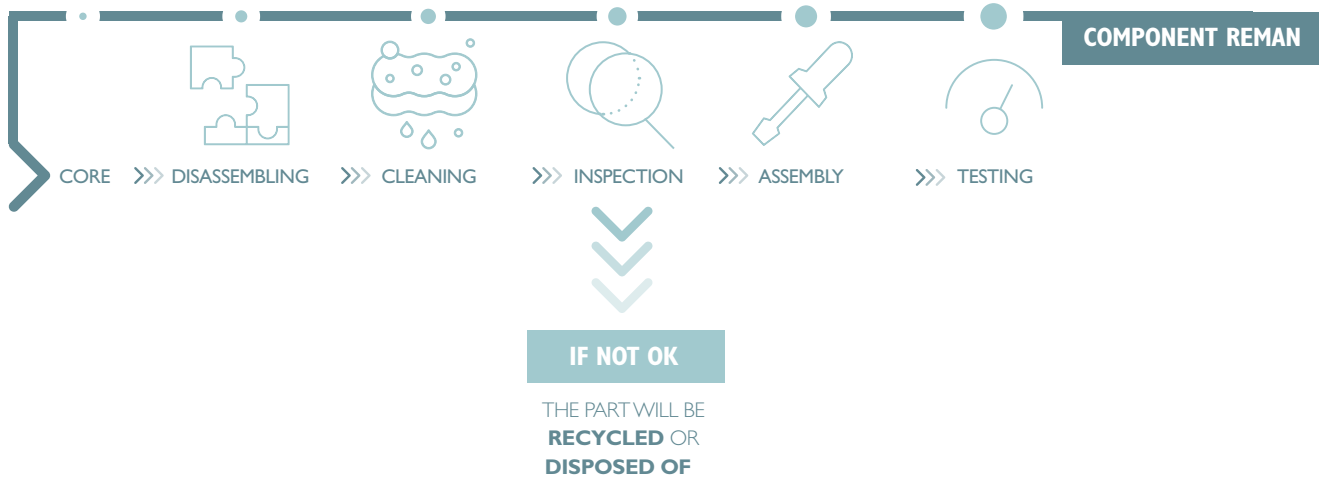 COMPONENT REMAN
CORE
DISASSEMBLING
CLEANING
INSPECTION
ASSEMBLY
TESTING
IF NOT OK
THE PART WILL BE
RECYCLED OR
DISPOSED OF